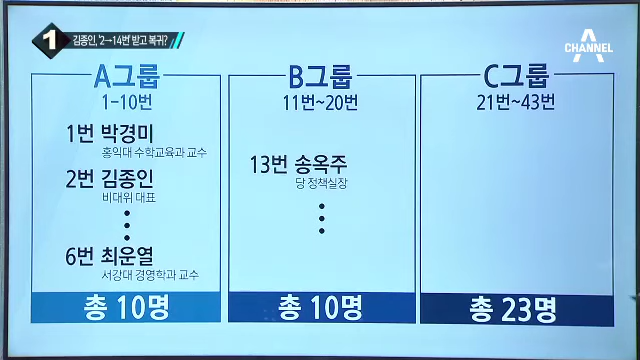 1 김종인, '2→14번' 받고 복귀?
CHANNEL A
A그룹
1-10번
1번 박경미
홍익대 수학교육과 교수
2번 김종인
비대위 대표
6번 최운열
서강대 경영학과 교수
총 10명
B그룹
11번~20번
13번 송옥주
당 정책실장
총 10명
C그룹
21번~43번
총 23명